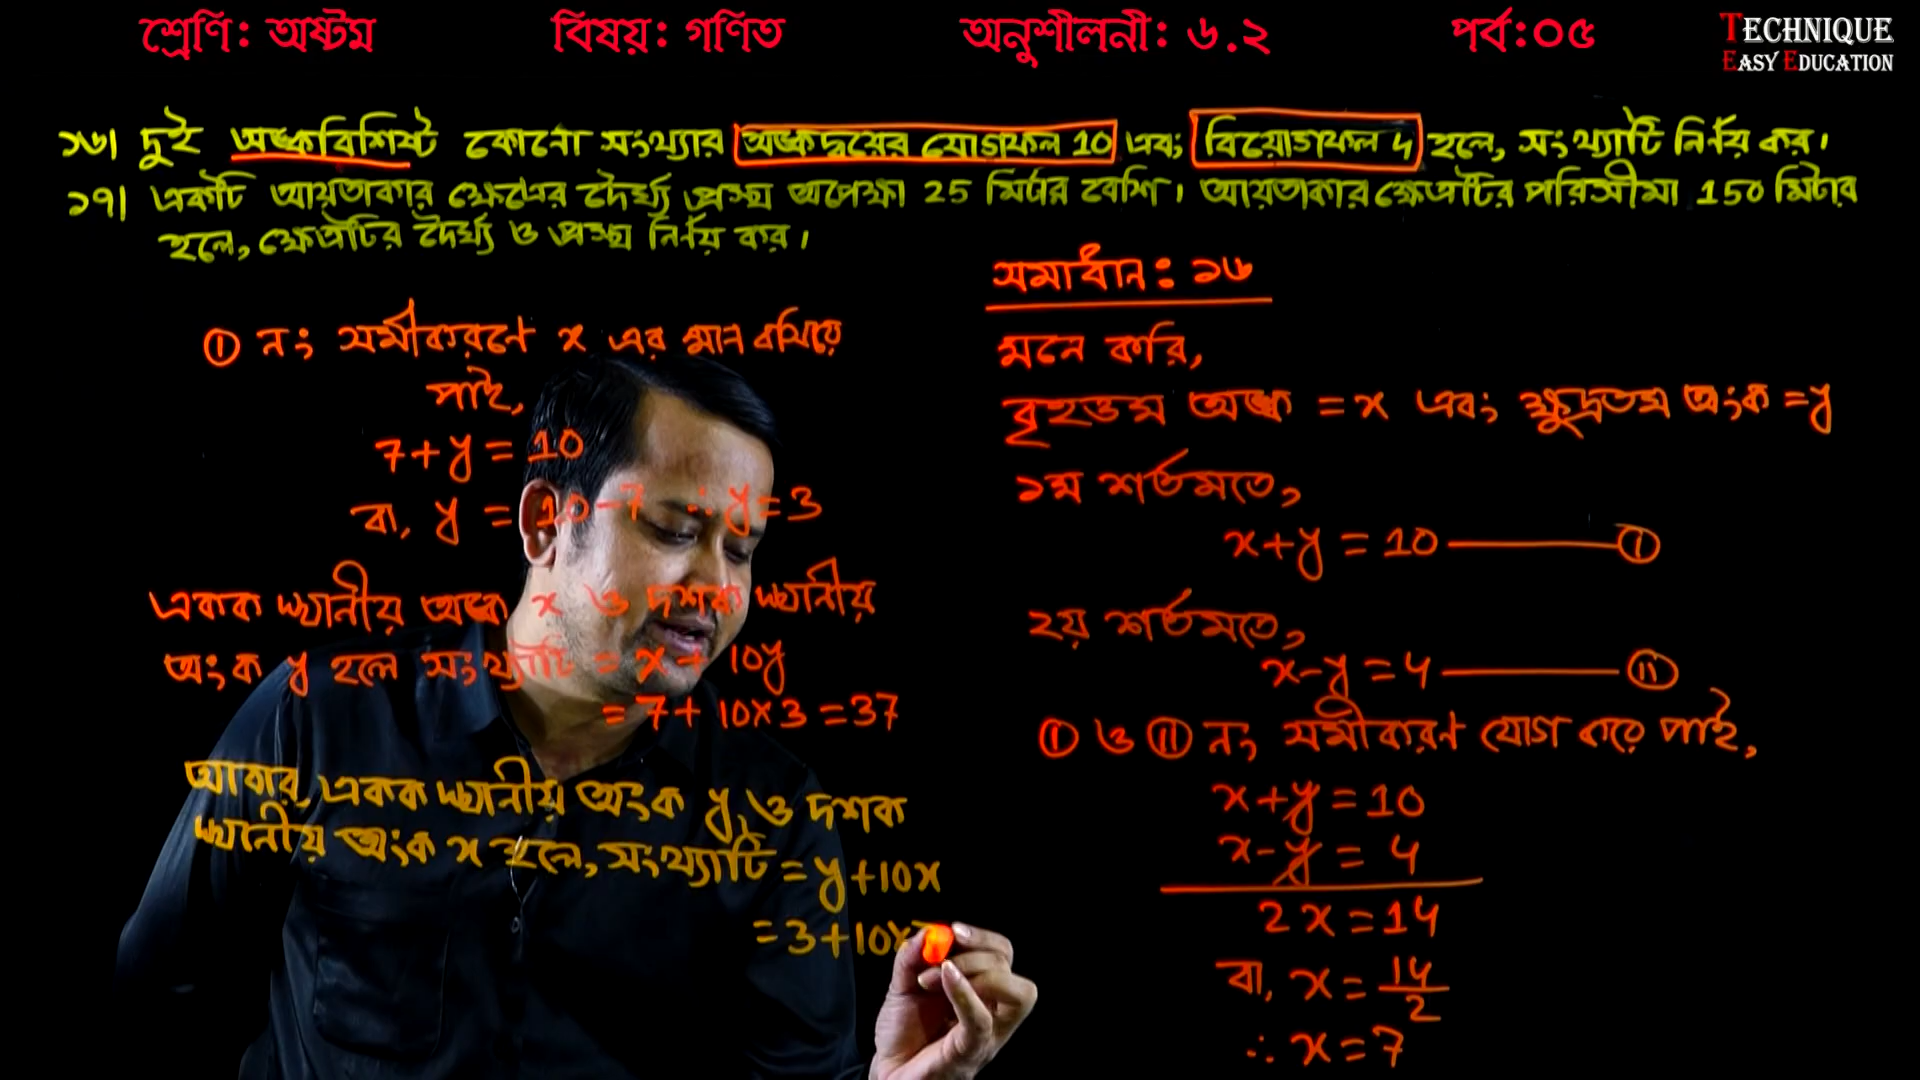 শ্রেণি: অষ্টম বিষয়: গণিত অনুশীলনী: ৬.২ পর্ব:০৫
TECHNIQUE
EASY EDUCATION
১৬। দুই অঙ্কবিশিষ্ট কোনো সংখ্যার অঙ্কদ্বয়ের যোগফল 10 এবং বিয়োগফল 4 হলে, সংখ্যাটি নির্ণয় কর।
১৭। একটি আয়তাকার ক্ষেত্রের দৈর্ঘ্য প্রস্থ অপেক্ষা 25 মিটার বেশি। আয়তাকার ক্ষেত্রটির পরিসীমা 150 মিটার
হলে, ক্ষেত্রটির দৈর্ঘ্য ও প্রস্থ নির্ণয় কর।
সমাধান: ১৬
মনে করি,
বৃহত্তম অঙ্ক = x এবং ক্ষুদ্রতম অংক = y
১ম শর্তমতে,
x+y = 10 ——— (i)
২য় শর্তমতে,
x-y = 4 ——— (ii)
(i) ও (ii) নং সমীকরণ যোগ করে পাই,
x+y = 10
x-y = 4
2x = 14
বা, x = 14/2
∴ x = 7
(i) নং সমীকরণে x এর মান বসিয়ে
পাই,
7+y = 10
বা, y = 10-7 ∴ y = 3
একক স্থানীয় অঙ্ক x ও দশক স্থানীয়
অংক y হলে সংখ্যাটি = x + 10y
= 7+ 10×3 = 37
আবার, একক স্থানীয় অংক y, ও দশক
স্থানীয় অংক x হলে, সংখ্যাটি = y+10x
= 3+10×